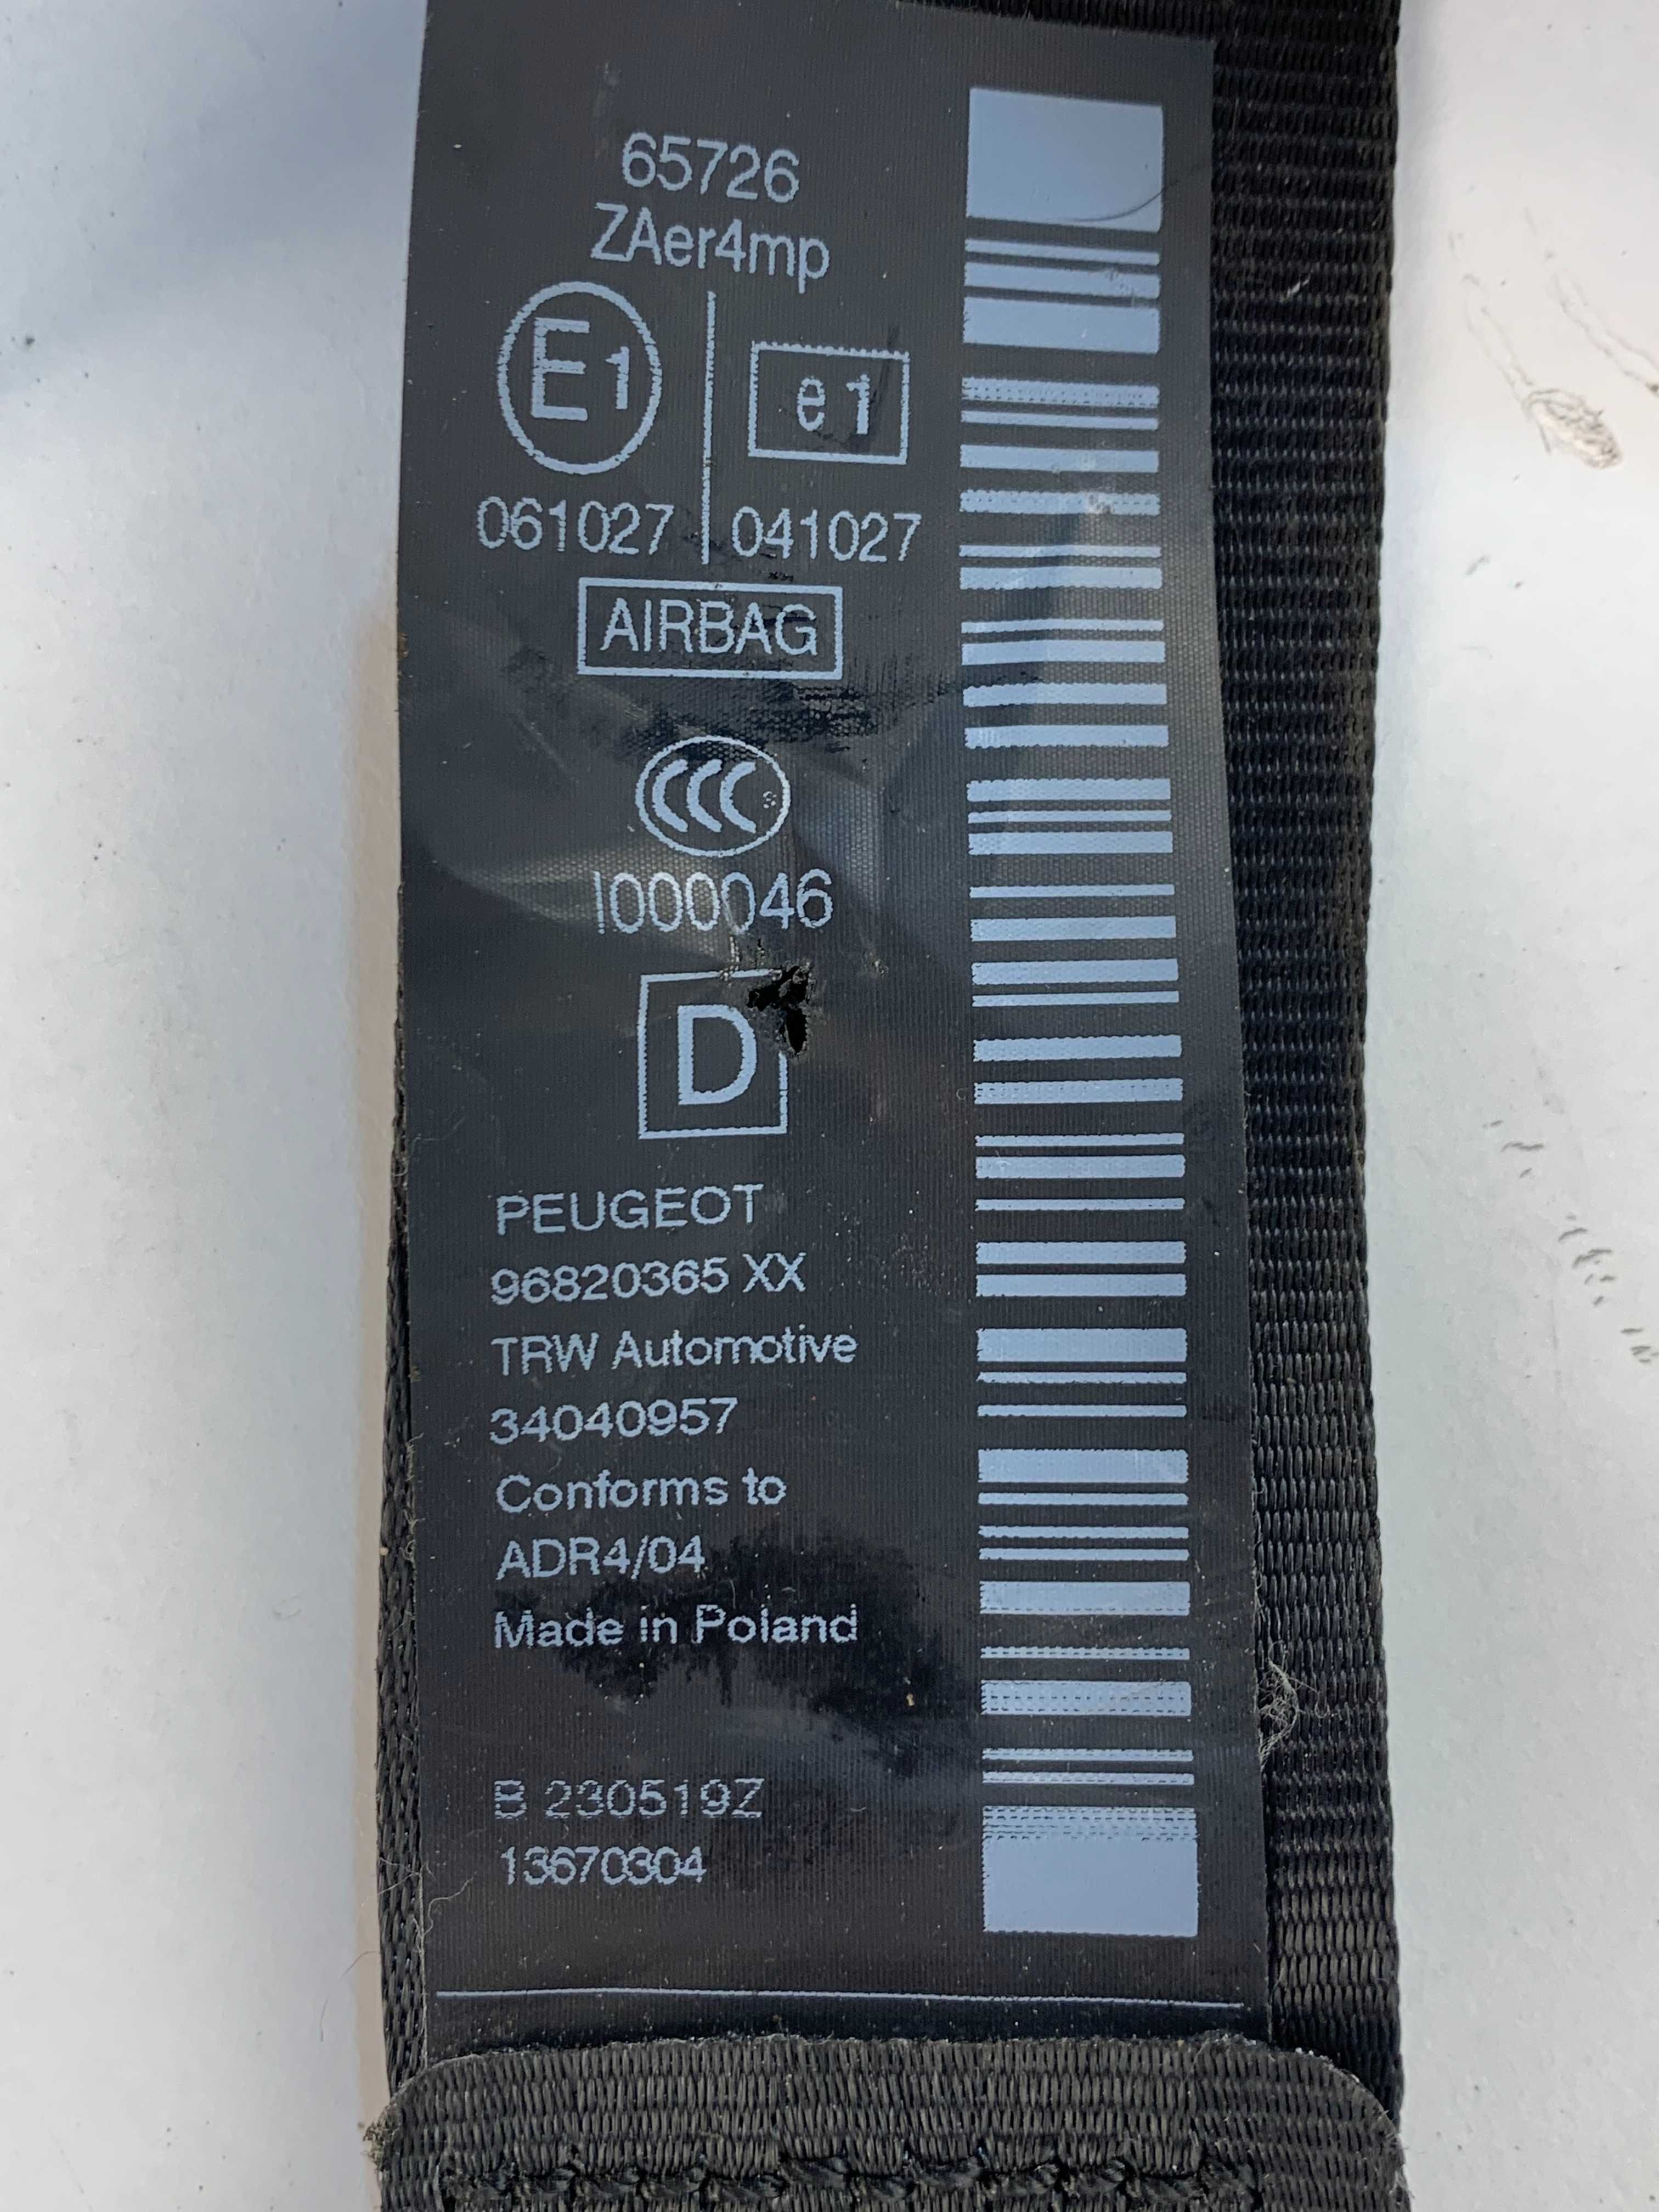 65726
ZAer4mp
E1 e1
061027 041027
AIRBAG
CCC S
I000046
D
PEUGEOT
96820365 XX
TRW Automotive
34040957
Conforms to
ADR4/04
Made in Poland
B 230519Z
13670304